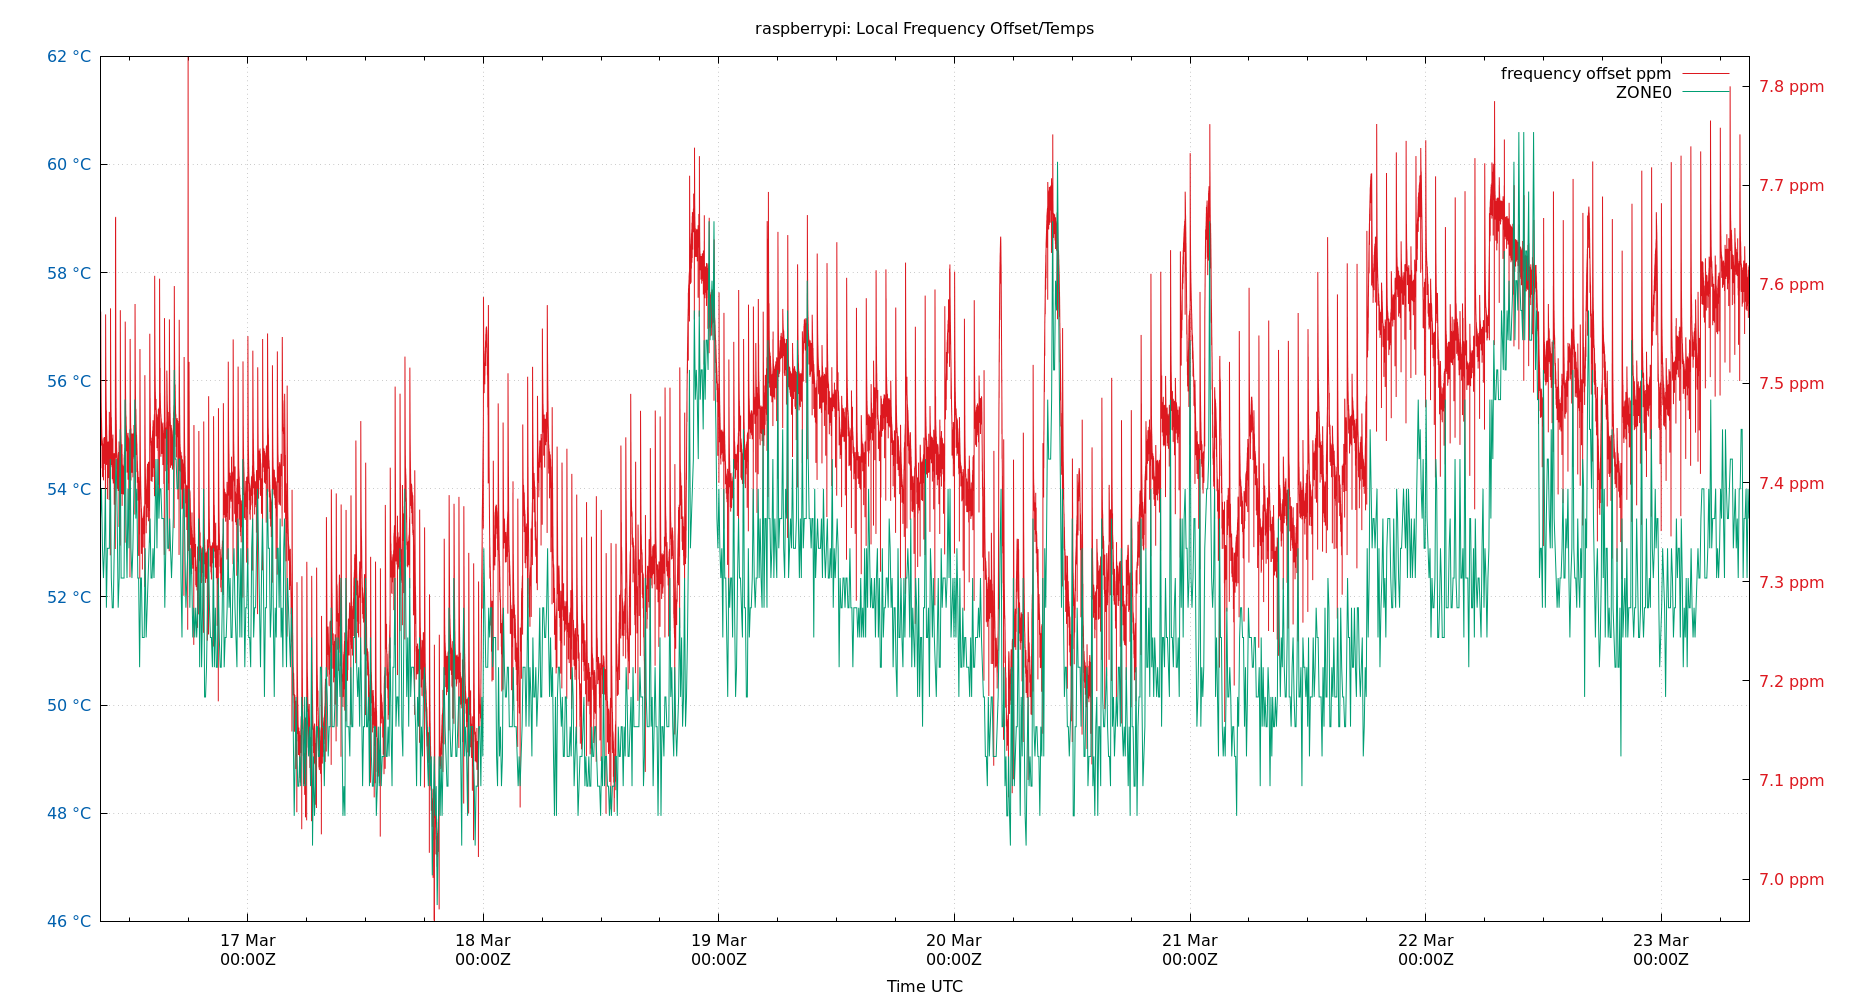 raspberrypi: Local Frequency Offset/Temps
frequency offset ppm
ZONE0
62 °C
60 °C
58 °C
56 °C
54 °C
52 °C
50 °C
48 °C
46 °C
7.8 ppm
7.7 ppm
7.6 ppm
7.5 ppm
7.4 ppm
7.3 ppm
7.2 ppm
7.1 ppm
7.0 ppm
17 Mar
00:00Z
18 Mar
00:00Z
19 Mar
00:00Z
20 Mar
00:00Z
21 Mar
00:00Z
22 Mar
00:00Z
23 Mar
00:00Z
Time UTC